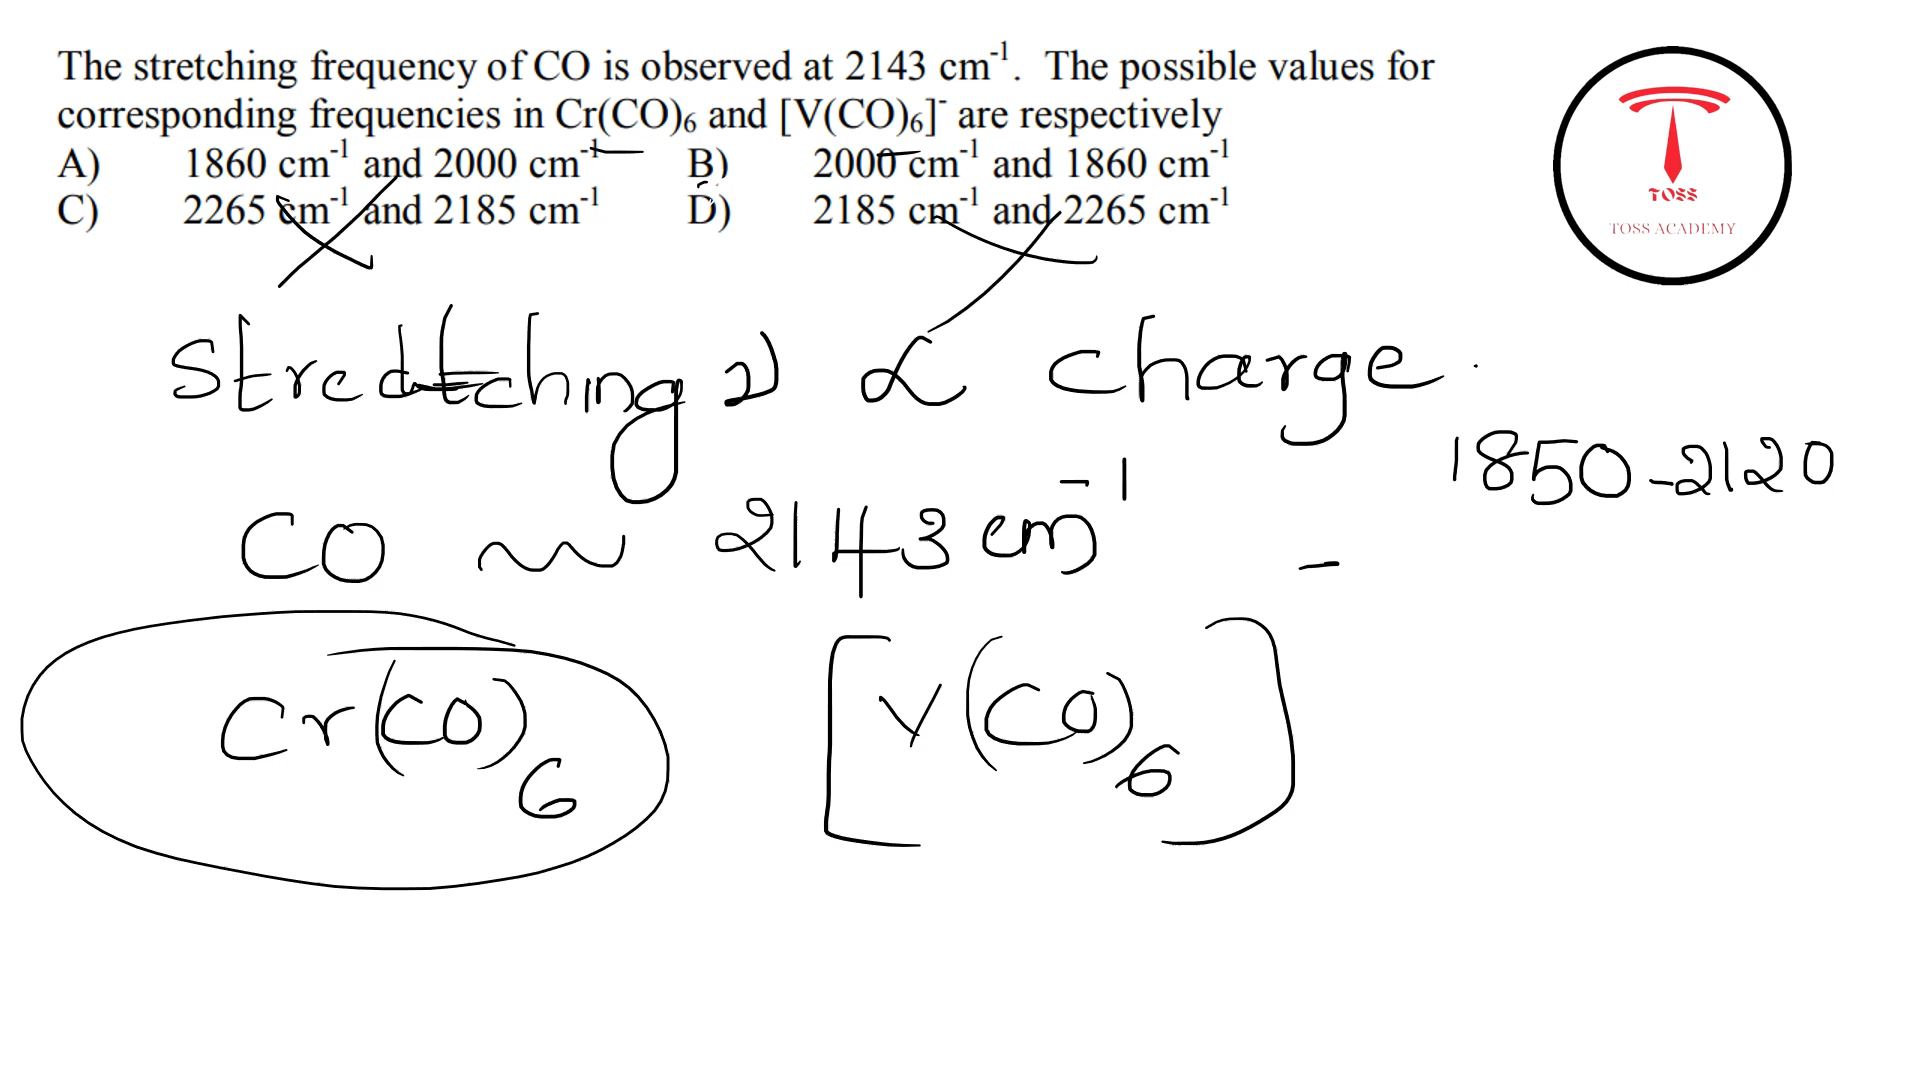 The stretching frequency of CO is observed at 2143 cm⁻¹. The possible values for
corresponding frequencies in Cr(CO)₆ and [V(CO)₆]⁻ are respectively
A) 1860 cm⁻¹ and 2000 cm⁻¹ B) 2000 cm⁻¹ and 1860 cm⁻¹
C) 2265 cm⁻¹ and 2185 cm⁻¹ D) 2185 cm⁻¹ and 2265 cm⁻¹
TOSS
TOSS ACADEMY
Stredtching ν ∝ charge.
1850-2120
CO 2143 cm⁻¹
Cr(CO)₆ [V(CO)₆]⁻